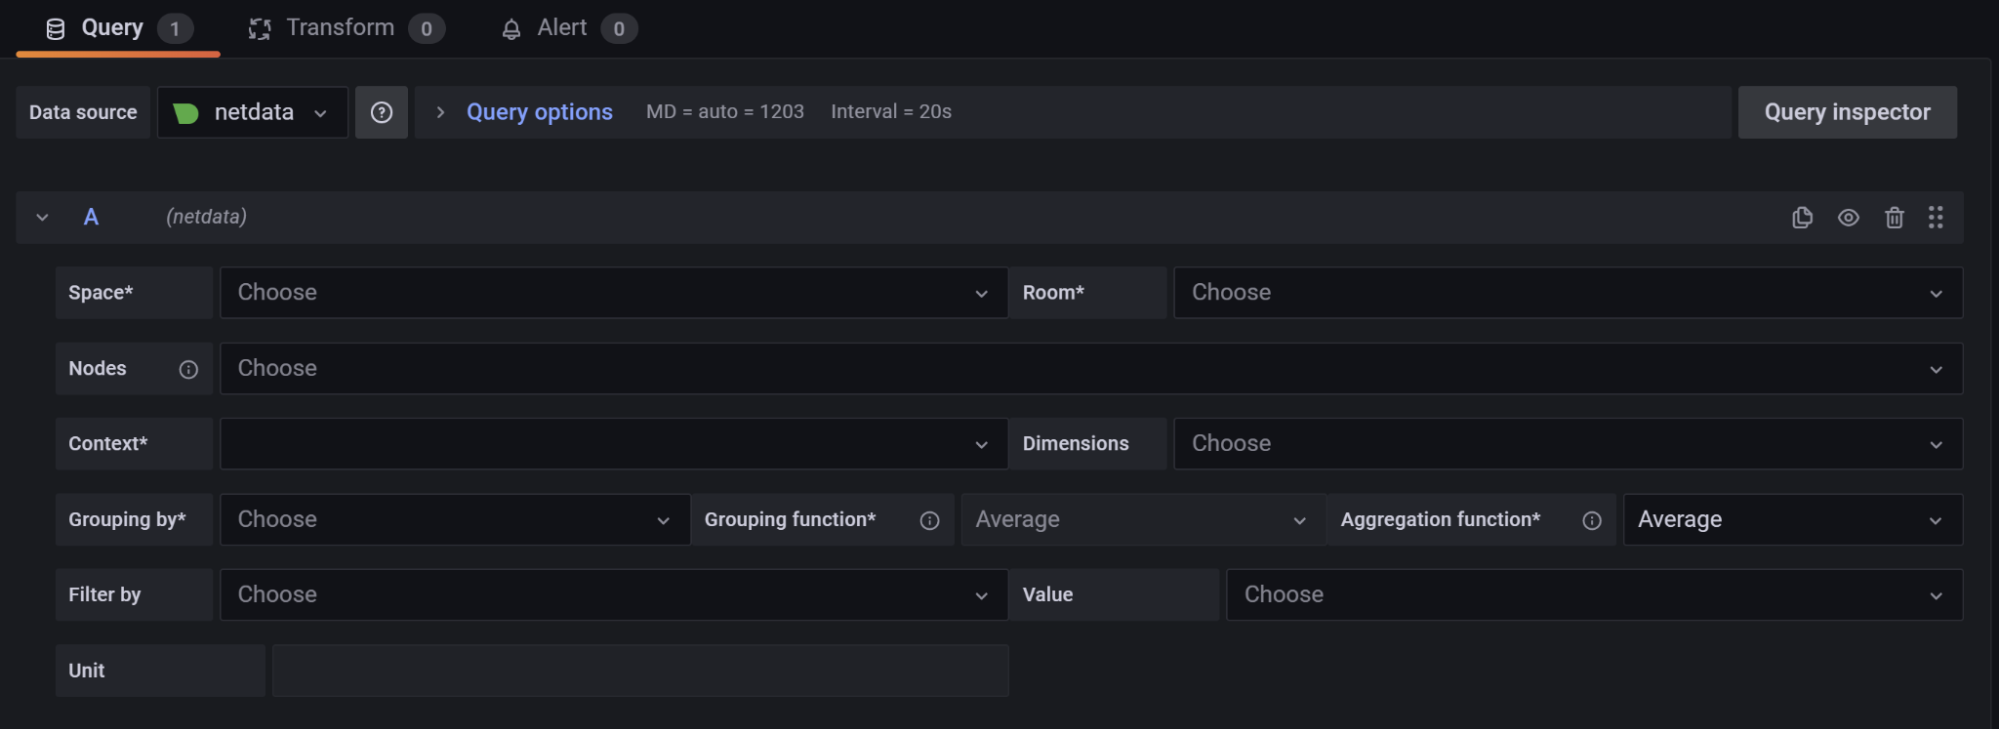 Query 1 Transform 0 Alert 0
Data source netdata ? Query options MD = auto = 1203 Interval = 20s Query inspector
A (netdata)
Space* Choose Room* Choose
Nodes Choose
Context* Dimensions Choose
Grouping by* Choose Grouping function* Average Aggregation function* Average
Filter by Choose Value Choose
Unit